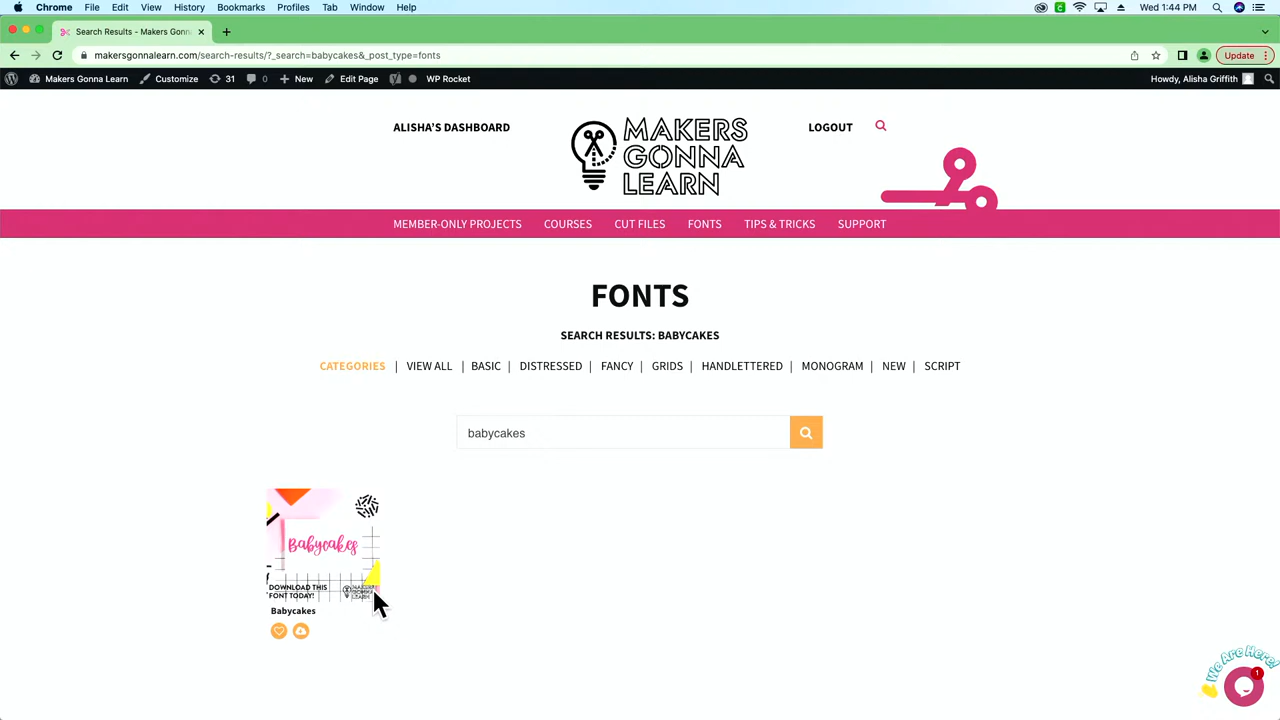 Chrome File Edit View History Bookmarks Profiles Tab Window Help Wed 1:44 PM
Search Results - Makers Gonn
makersgonnalearn.com/search-results/?_search=babycakes&_post_type=fonts Update
Makers Gonna Learn Customize 31 0 New Edit Page WP Rocket Howdy, Alisha Griffith
ALISHA'S DASHBOARD
MAKERS
GONNA
LEARN
LOGOUT
MEMBER-ONLY PROJECTS COURSES CUT FILES FONTS TIPS & TRICKS SUPPORT
FONTS
SEARCH RESULTS: BABYCAKES
CATEGORIES | VIEW ALL | BASIC | DISTRESSED | FANCY | GRIDS | HANDLETTERED | MONOGRAM | NEW | SCRIPT
babycakes
Babycakes
DOWNLOAD THIS
FONT TODAY!
MAKERS
GONNA
LEARN
Babycakes
We Are Here!
1